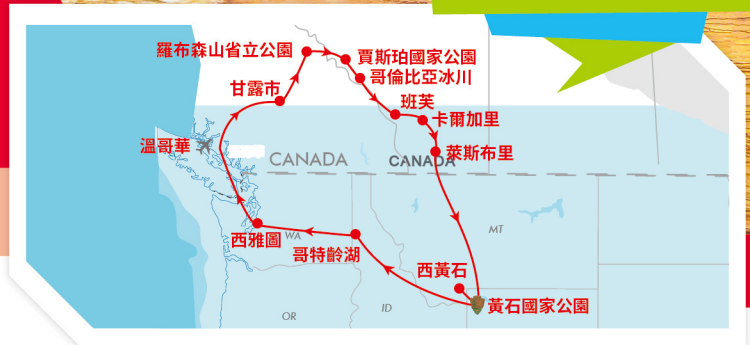 羅布森山省立公園
賈斯珀國家公園
哥倫比亞冰川
甘露市
班芙
卡爾加里
溫哥華
CANADA
CANADA
萊斯布里
西雅圖
WA
哥特齡湖
MT
西黃石
黃石國家公園
ID
OR